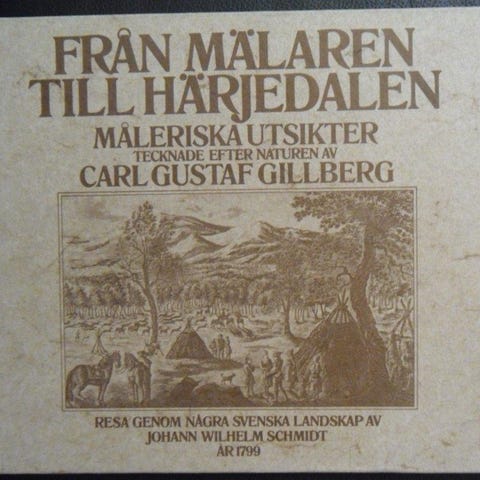 FRÅN MÄLAREN
TILL HÄRJEDALEN
MÅLERISKA UTSIKTER
TECKNADE EFTER NATUREN AV
CARL GUSTAF GILLBERG
RESA GENOM NÅGRA SVENSKA LANDSKAP AV
JOHANN WILHELM SCHMIDT
ÅR 1799